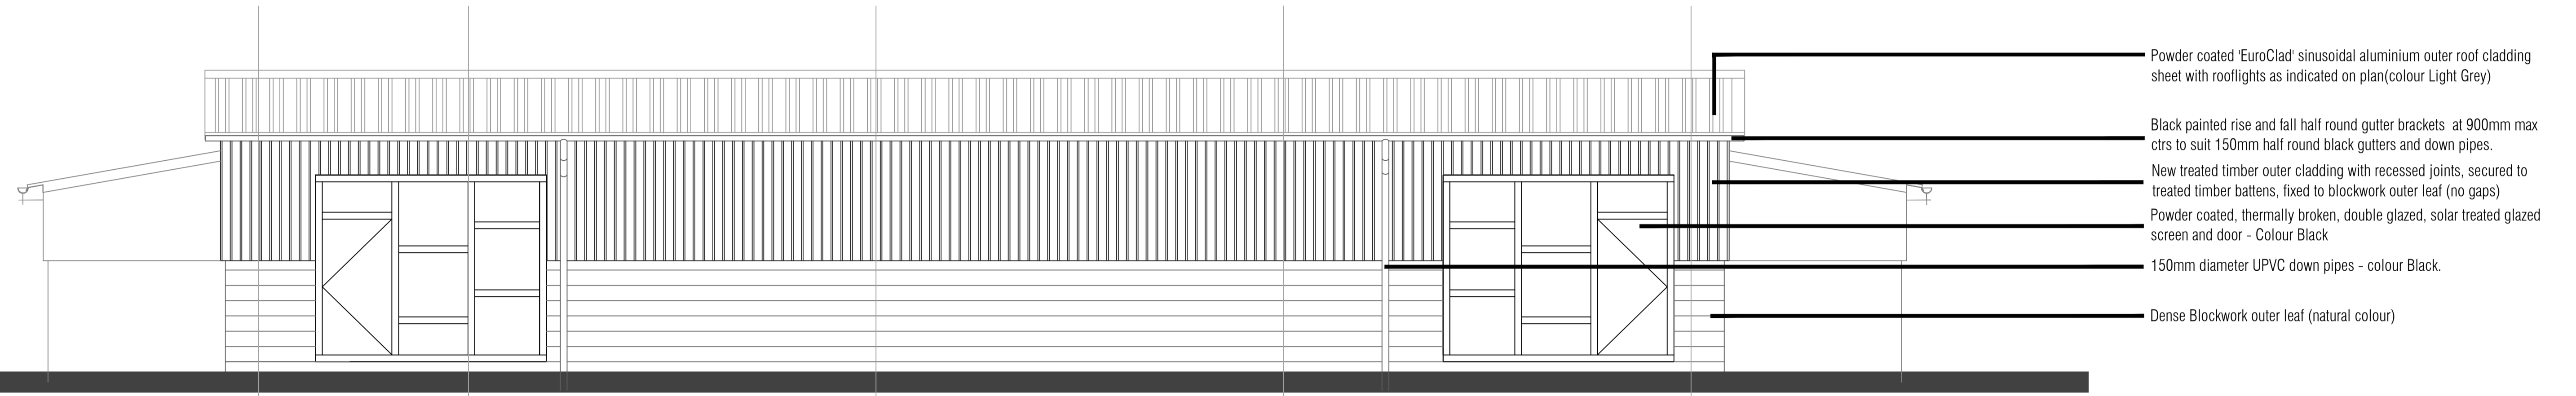 Powder coated 'EuroClad' sinusoidal aluminium outer roof cladding
sheet with rooflights as indicated on plan(colour Light Grey)
Black painted rise and fall half round gutter brackets at 900mm max
ctrs to suit 150mm half round black gutters and down pipes.
New treated timber outer cladding with recessed joints, secured to
treated timber battens, fixed to blockwork outer leaf (no gaps)
Powder coated, thermally broken, double glazed, solar treated glazed
screen and door - Colour Black
150mm diameter UPVC down pipes - colour Black.
Dense Blockwork outer leaf (natural colour)